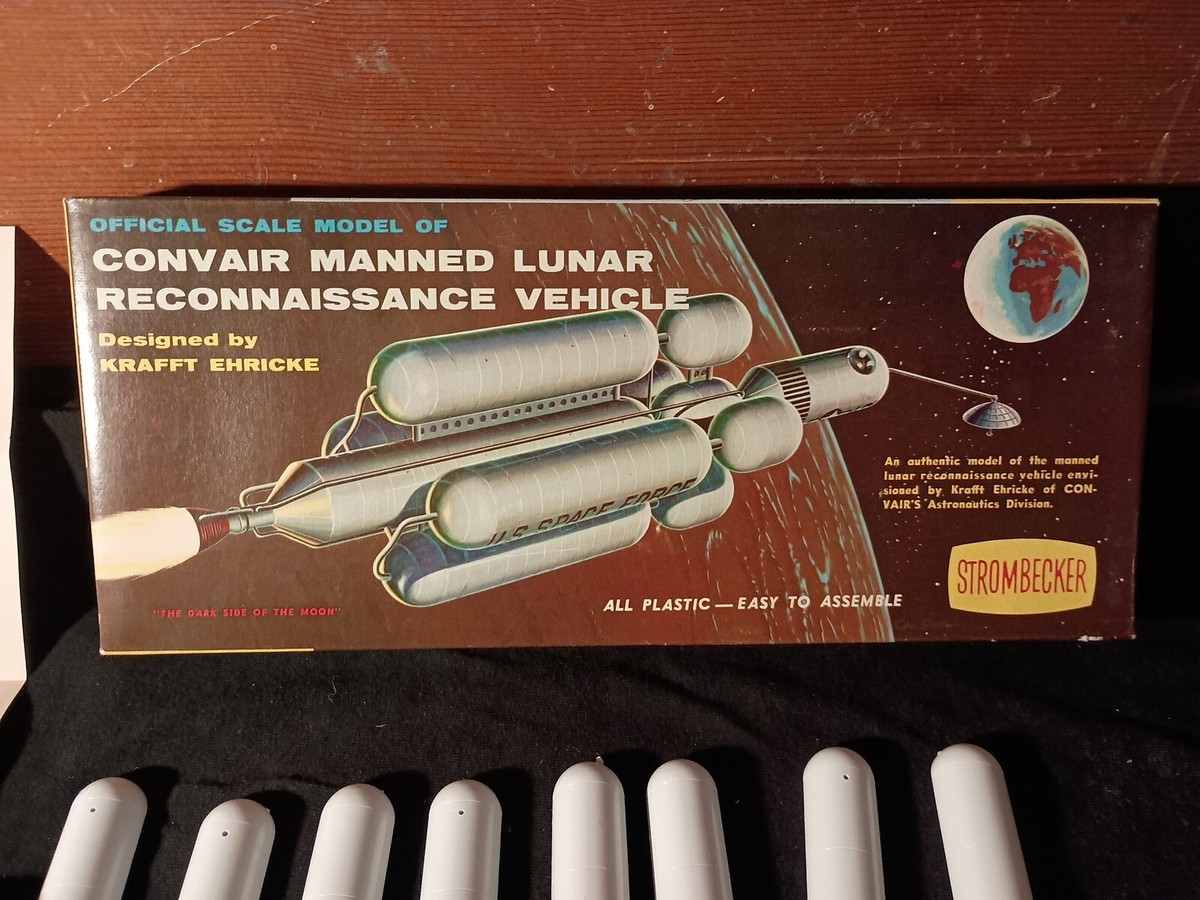 OFFICIAL SCALE MODEL OF
CONVAIR MANNED LUNAR
RECONNAISSANCE VEHICLE
Designed by
KRAFFT EHRICKE
U.S. SPACE FORCE
An authentic model of the manned
lunar reconnaissance vehicle envi-
sioned by Krafft Ehricke of CON-
VAIR'S Astronautics Division.
STROMBECKER
"THE DARK SIDE OF THE MOON"
ALL PLASTIC — EASY TO ASSEMBLE